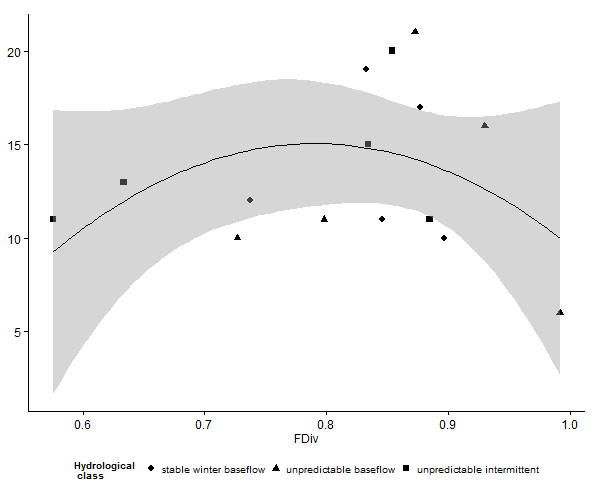 20
15
10
5
0.6 0.7 0.8 0.9 1.0
FDiv
Hydrological
class
stable winter baseflow unpredictable baseflow unpredictable intermittent